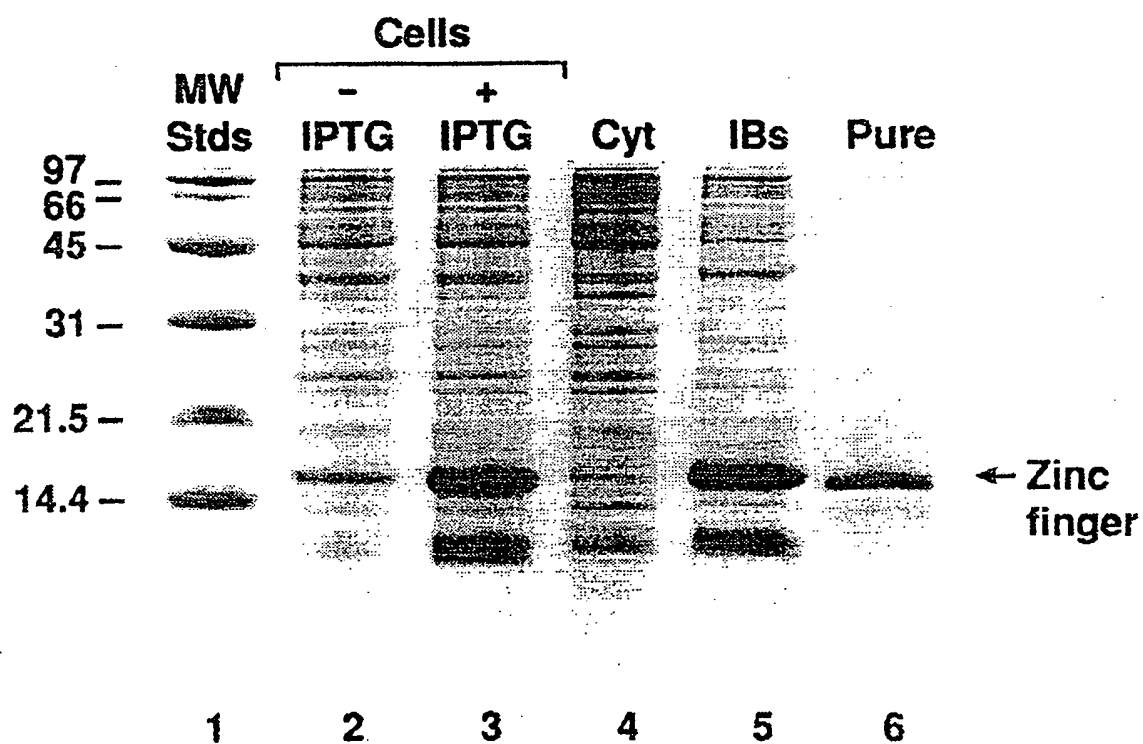 Cells
MW Stds
- IPTG
+ IPTG
Cyt
IBs
Pure
97 –
66 –
45 –
31 –
21.5 –
14.4 –
← Zinc
finger
1 2 3 4 5 6